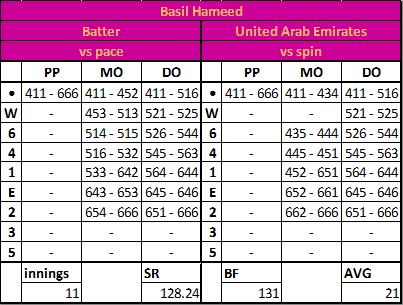 Basil Hameed
Batter United Arab Emirates
vs pace vs spin
PP MO DO PP MO DO
• 411 - 666 411 - 452 411 - 516 • 411 - 666 411 - 434 411 - 516
W - 453 - 513 521 - 525 W - - 521 - 525
6 - 514 - 515 526 - 544 6 - 435 - 444 526 - 544
4 - 516 - 532 545 - 563 4 - 445 - 451 545 - 563
1 - 533 - 642 564 - 644 1 - 452 - 651 564 - 644
E - 643 - 653 645 - 646 E - 652 - 661 645 - 646
2 - 654 - 666 651 - 666 2 - 662 - 666 651 - 666
3 - - - 3 - - -
5 - - - 5 - - -
innings SR BF AVG
11 128.24 131 21